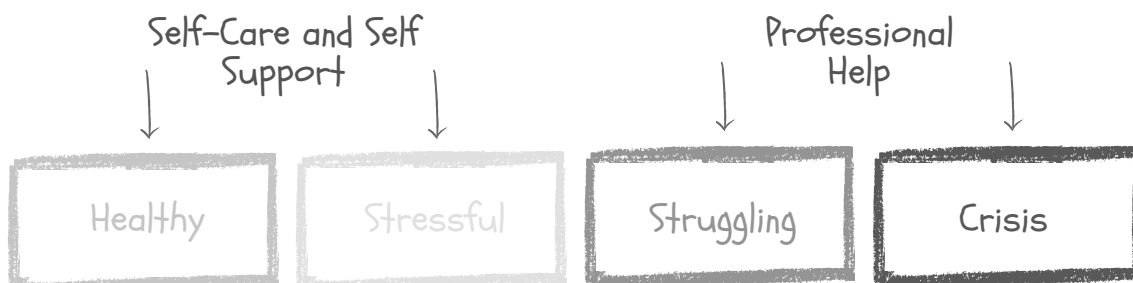 Self-Care and Self
Support
Professional
Help
Healthy
Stressful
Struggling
Crisis